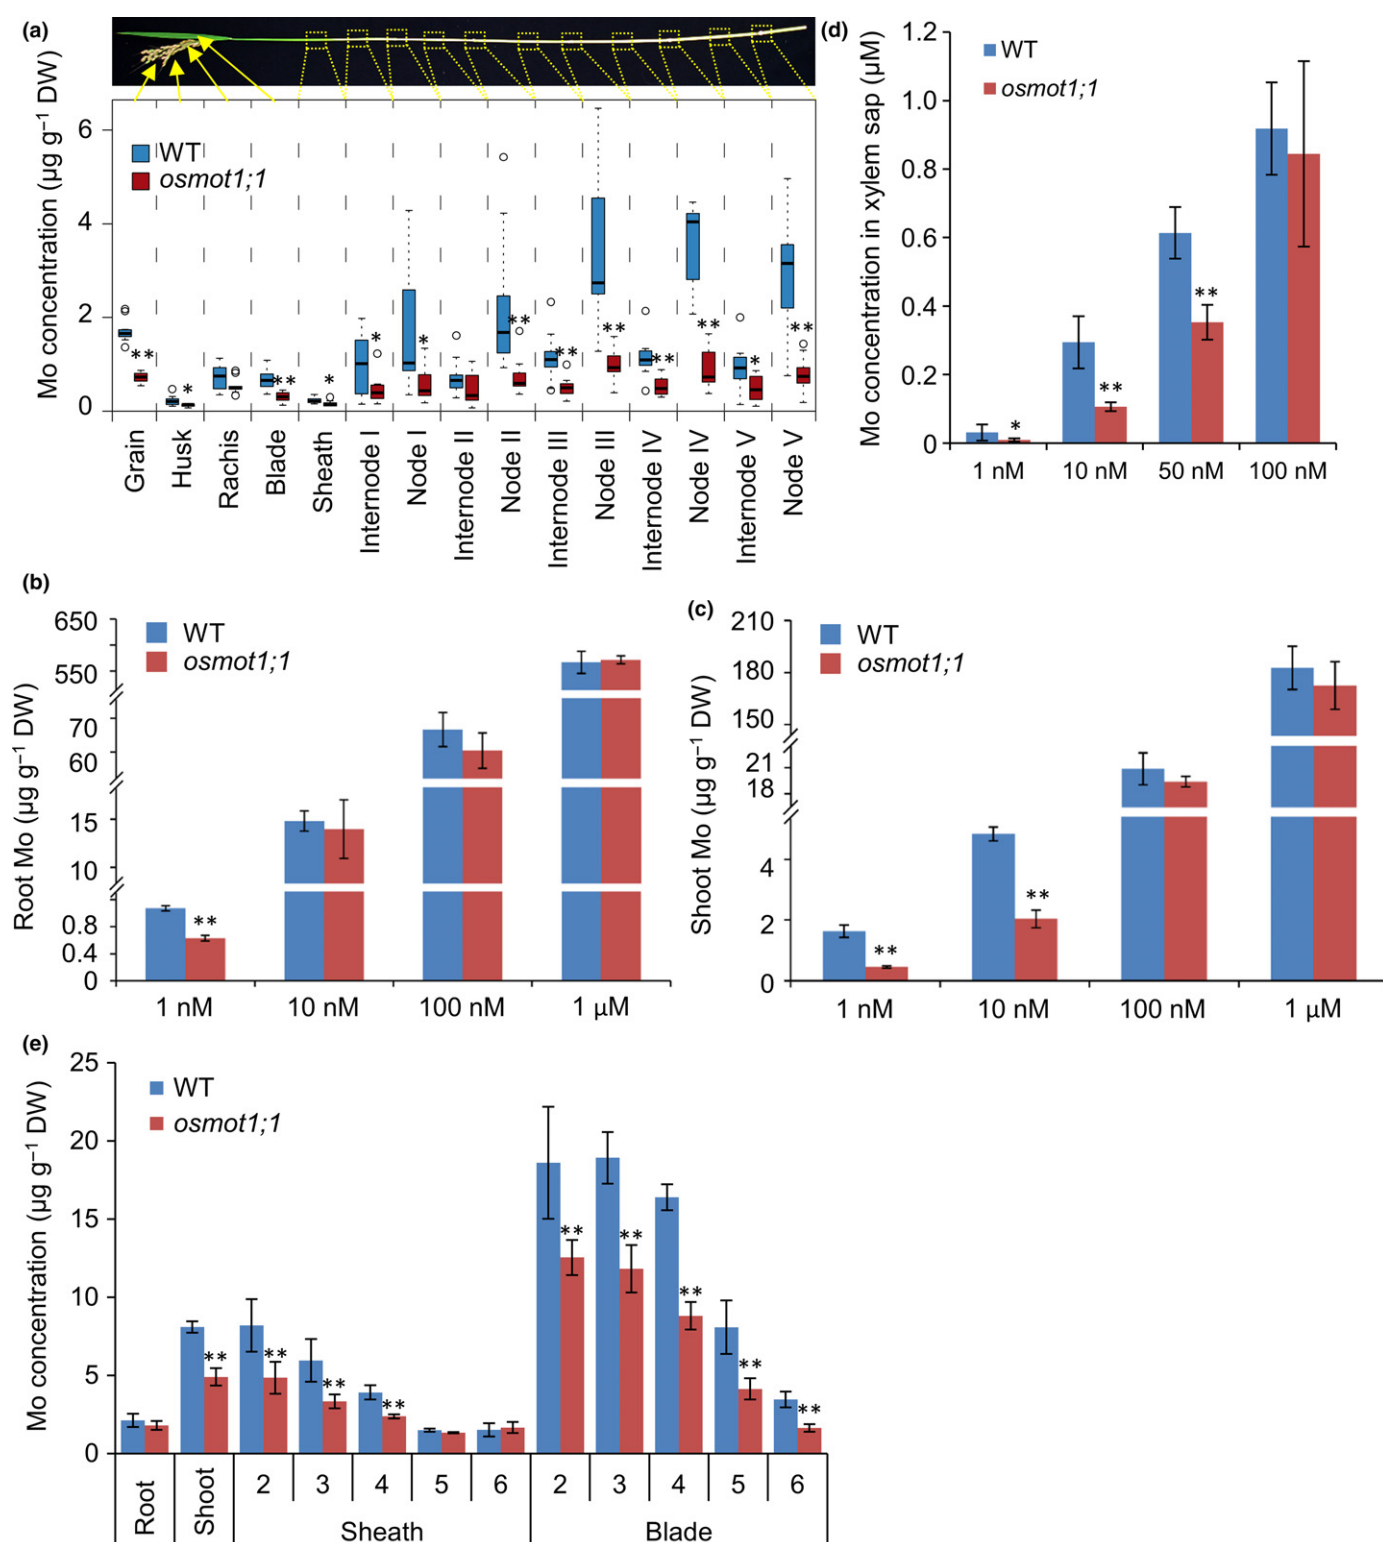 (a)
Mo concentration (µg g⁻¹ DW)
6
4
2
0
WT
osmot1;1
**
*
**
*
*
*
**
**
**
**
**
*
**
Grain
Husk
Rachis
Blade
Sheath
Internode I
Node I
Internode II
Node II
Internode III
Node III
Internode IV
Node IV
Internode V
Node V
(d)
Mo concentration in xylem sap (µM)
1.2
1.0
0.8
0.6
0.4
0.2
0
WT
osmot1;1
*
**
**
1 nM
10 nM
50 nM
100 nM
(b)
Root Mo (µg g⁻¹ DW)
650
550
70
60
15
10
0.8
0.4
0
WT
osmot1;1
**
1 nM
10 nM
100 nM
1 µM
(c)
Shoot Mo (µg g⁻¹ DW)
210
180
150
21
18
4
2
0
WT
osmot1;1
**
**
1 nM
10 nM
100 nM
1 µM
(e)
Mo concentration (µg g⁻¹ DW)
25
20
15
10
5
0
WT
osmot1;1
**
**
**
**
**
**
**
**
**
Root
Shoot
2 3 4 5 6
Sheath
2 3 4 5 6
Blade